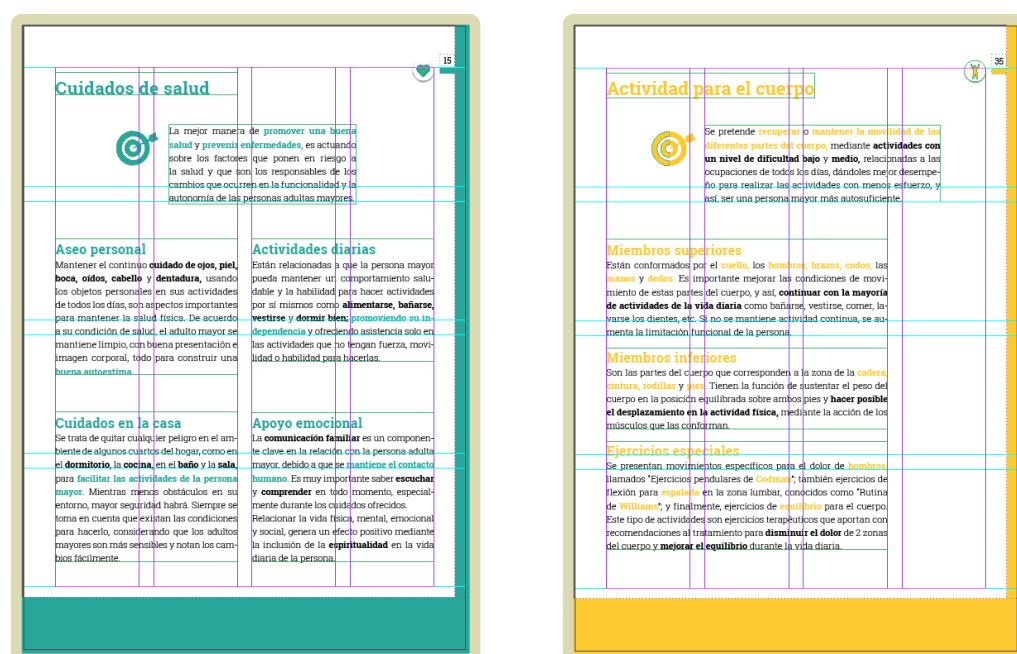 15
Cuidados de salud
La mejor manera de promover una buena
salud y prevenir enfermedades, es actuando
sobre los factores que ponen en riesgo a
la salud y que son los responsables de los
cambios que ocurren en la funcionalidad y la
autonomía de las personas adultas mayores.
Aseo personal
Mantener el continuo cuidado de ojos, piel,
boca, oídos, cabello y dentadura, usando
los objetos personales en sus actividades
de todos los días, son aspectos importantes
para mantener la salud física. De acuerdo
a su condición de salud, el adulto mayor se
mantiene limpio, con buena presentación e
imagen corporal, todo para construir una
buena autoestima.
Actividades diarias
Están relacionadas a que la persona mayor
pueda mantener un comportamiento salu-
dable y la habilidad para hacer actividades
por sí mismos como alimentarse, bañarse,
vestirse y dormir bien; promoviendo su in-
dependencia y ofreciendo asistencia solo en
las actividades que no tengan fuerza, movi-
lidad o habilidad para hacerlas.
Cuidados en la casa
Se trata de quitar cualquier peligro en el am-
biente de algunos cuartos del hogar, como en
el dormitorio, la cocina, en el baño y la sala,
para facilitar las actividades de la persona
mayor. Mientras menos obstáculos en su
entorno, mayor seguridad habrá. Siempre se
toma en cuenta que existan las condiciones
para hacerlo, considerando que los adultos
mayores son más sensibles y notan los cam-
bios fácilmente.
Apoyo emocional
La comunicación familiar es un componen-
te clave en la relación con la persona adulta
mayor, debido a que se mantiene el contacto
humano. Es muy importante saber escuchar
y comprender en todo momento, especial-
mente durante los cuidados ofrecidos.
Relacionar la vida física, mental, emocional
y social, genera un efecto positivo mediante
la inclusión de la espiritualidad en la vida
diaria de la persona.
35
Actividad para el cuerpo
Se pretende recuperar o mantener la movilidad de las
diferentes partes del cuerpo, mediante actividades con
un nivel de dificultad bajo y medio, relacionadas a las
ocupaciones de todos los días, dándoles mejor desempe-
ño para realizar las actividades con menos esfuerzo, y
así, ser una persona mayor más autosuficiente.
Miembros superiores
Están conformados por el cuello, los hombros, brazos, codos, las
manos y dedos. Es importante mejorar las condiciones de movi-
miento de estas partes del cuerpo, y así, continuar con la mayoría
de actividades de la vida diaria como bañarse, vestirse, comer, la-
varse los dientes, etc. Si no se mantiene actividad continua, se au-
menta la limitación funcional de la persona.
Miembros inferiores
Son las partes del cuerpo que corresponden a la zona de la cadera,
cintura, rodillas y pies. Tienen la función de sustentar el peso del
cuerpo en la posición equilibrada sobre ambos pies y hacer posible
el desplazamiento en la actividad física, mediante la acción de los
músculos que las conforman.
Ejercicios especiales
Se presentan movimientos específicos para el dolor de hombros,
llamados "Ejercicios pendulares de Codman"; también ejercicios de
flexión para espalada en la zona lumbar, conocidos como "Rutina
de Williams"; y finalmente, ejercicios de equilibrio para el cuerpo.
Este tipo de actividades son ejercicios terapéuticos que aportan con
recomendaciones al tratamiento para disminuir el dolor de 2 zonas
del cuerpo y mejorar el equilibrio durante la vida diaria.